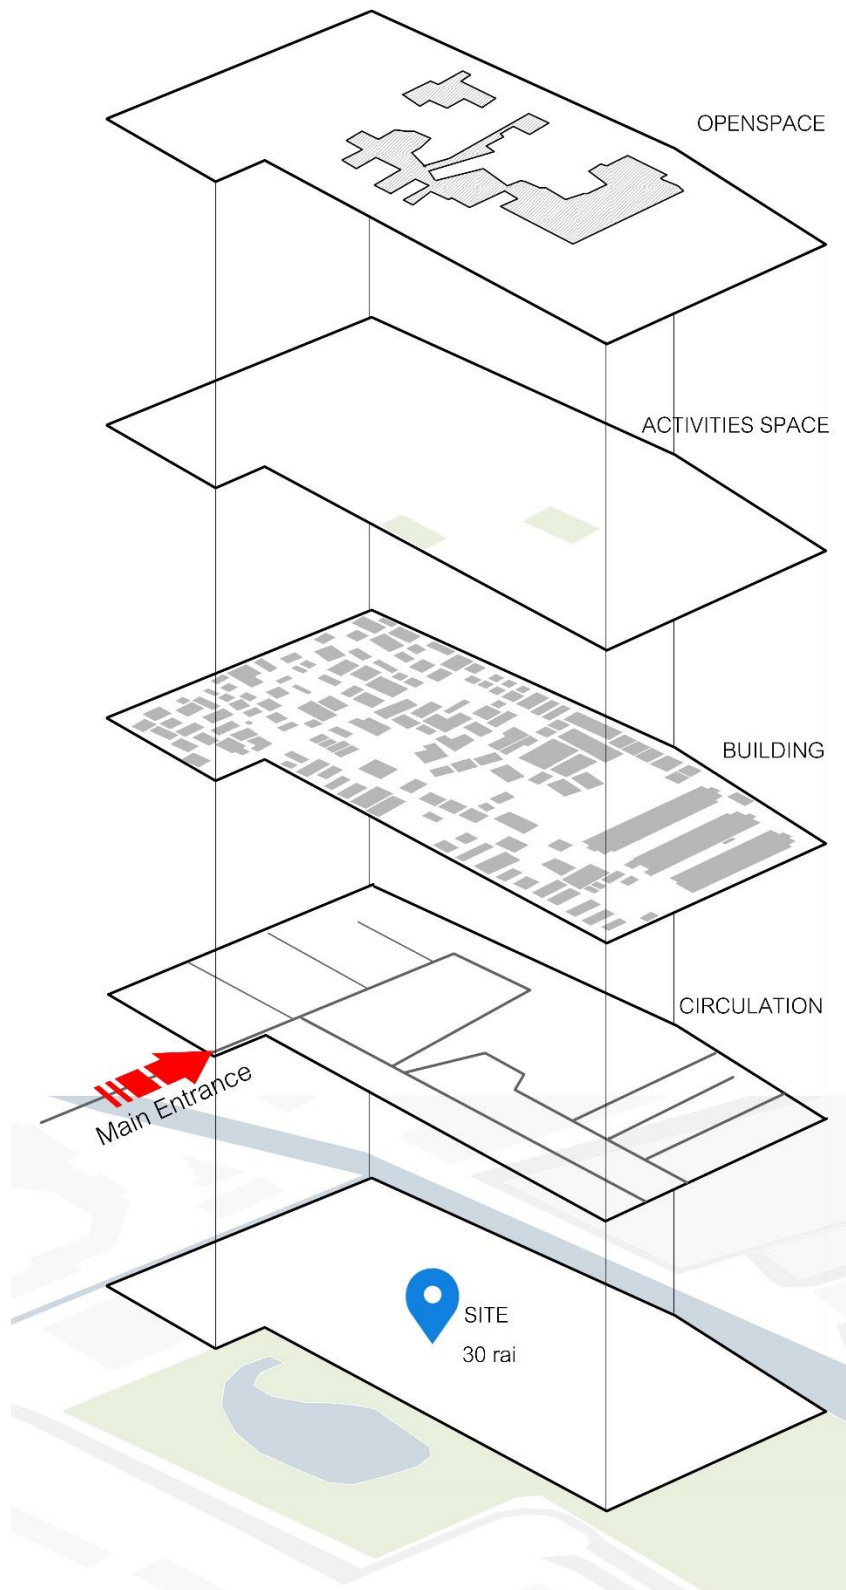 OPENSPACE
ACTIVITIES SPACE
BUILDING
CIRCULATION
Main Entrance
SITE
30 rai